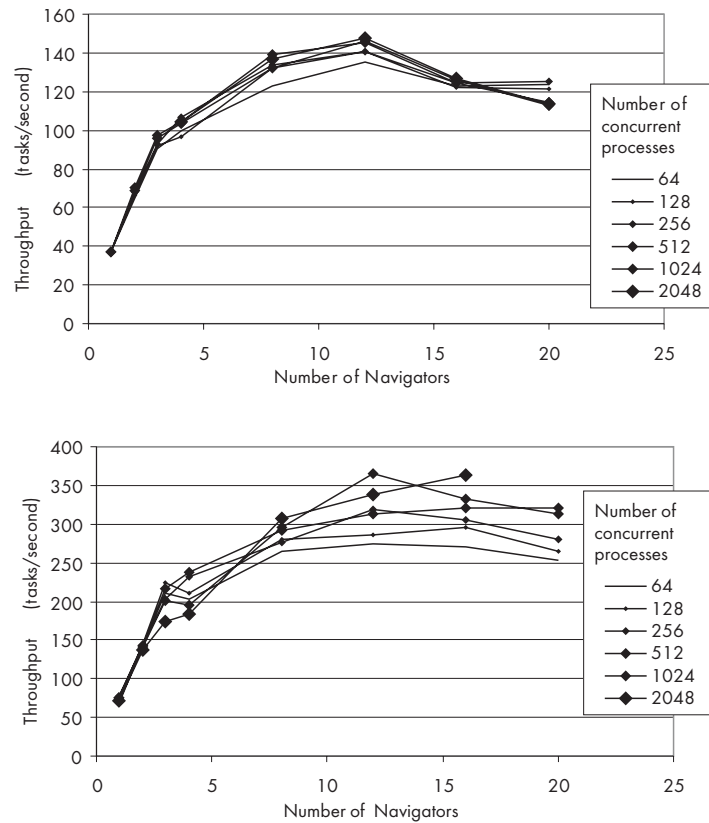 160
140
120
100
80
60
40
20
0
Throughput (tasks/second)
0 5 10 15 20 25
Number of Navigators
Number of
concurrent
processes
64
128
256
512
1024
2048
400
350
300
250
200
150
100
50
0
Throughput (tasks/second)
0 5 10 15 20 25
Number of Navigators
Number of
concurrent
processes
64
128
256
512
1024
2048